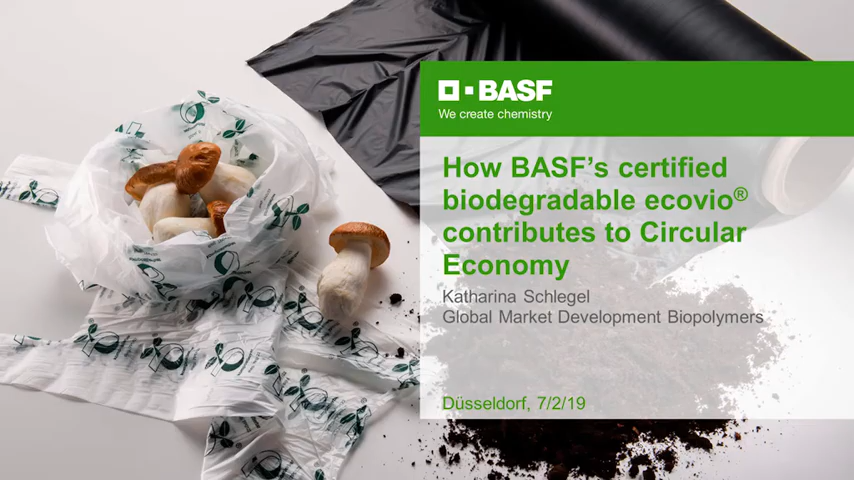 BASF
We create chemistry
How BASF's certified
biodegradable ecovio®
contributes to Circular
Economy
Katharina Schlegel
Global Market Development Biopolymers
Düsseldorf, 7/2/19